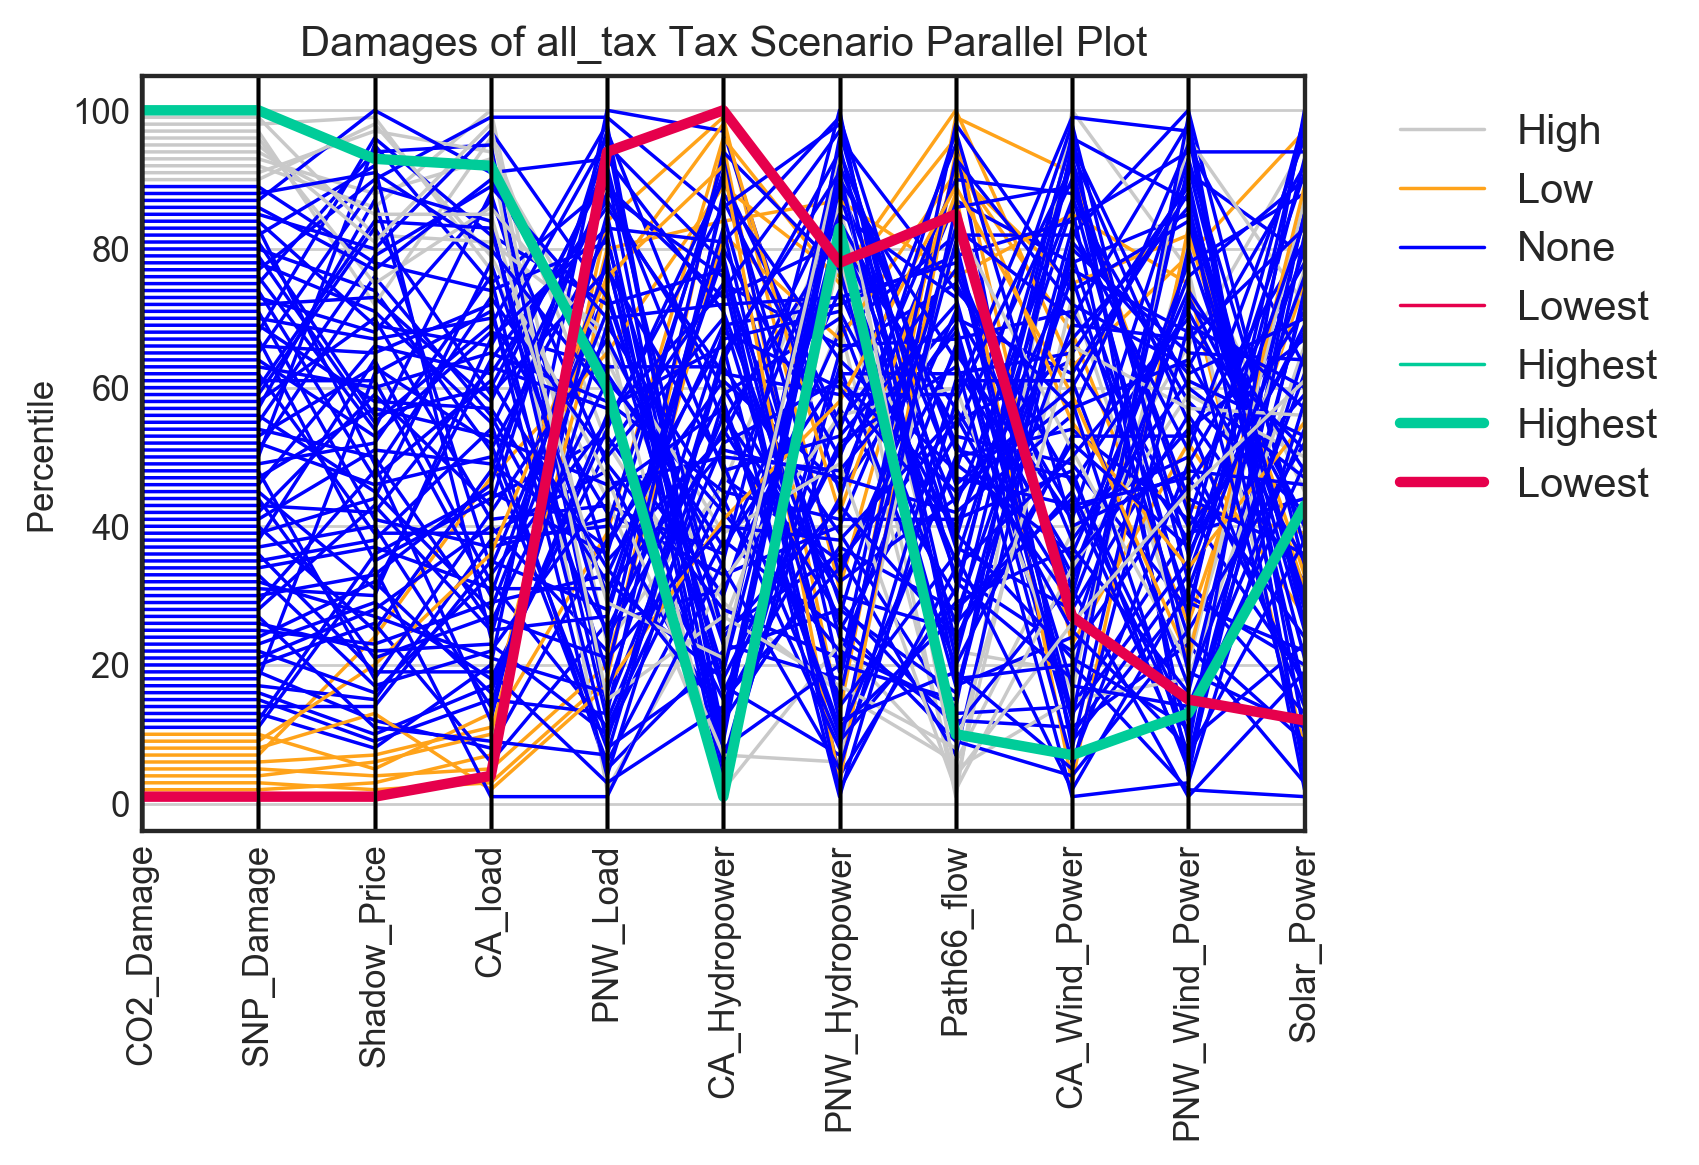 Damages of all_tax Tax Scenario Parallel Plot
Percentile
100
80
60
40
20
0
CO2_Damage
SNP_Damage
Shadow_Price
CA_load
PNW_Load
CA_Hydropower
PNW_Hydropower
Path66_flow
CA_Wind_Power
PNW_Wind_Power
Solar_Power
High
Low
None
Lowest
Highest
Highest
Lowest